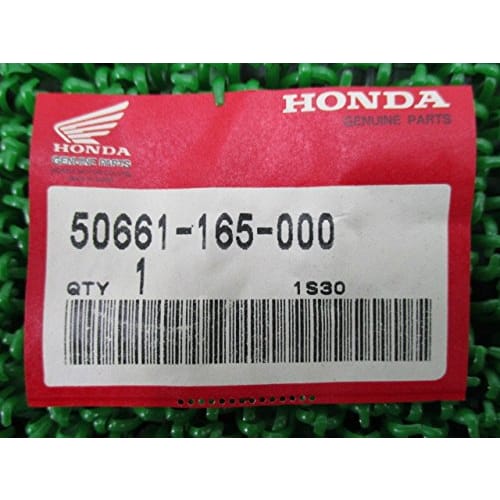 HONDA
GENUINE PARTS
HONDA
GENUINE PARTS
50661-165-000
QTY 1 1S30